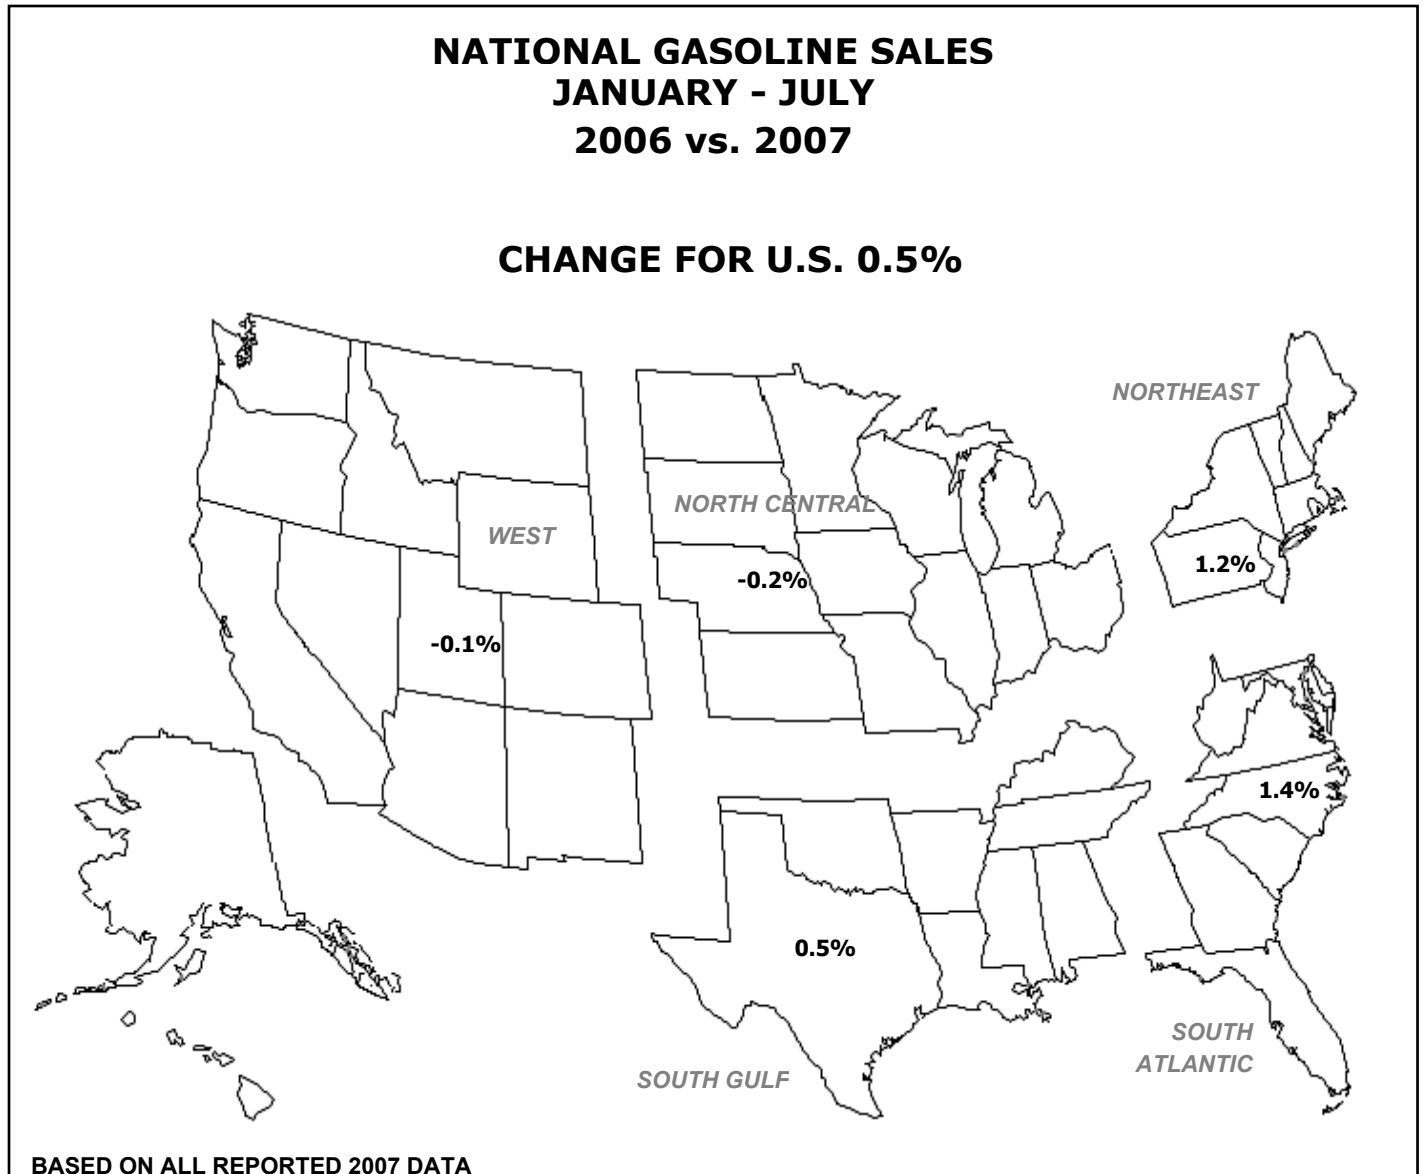 NATIONAL GASOLINE SALES
JANUARY - JULY
2006 vs. 2007
CHANGE FOR U.S. 0.5%
NORTHEAST
NORTH CENTRAL
WEST
1.2%
-0.2%
-0.1%
1.4%
0.5%
SOUTH
ATLANTIC
SOUTH GULF
BASED ON ALL REPORTED 2007 DATA